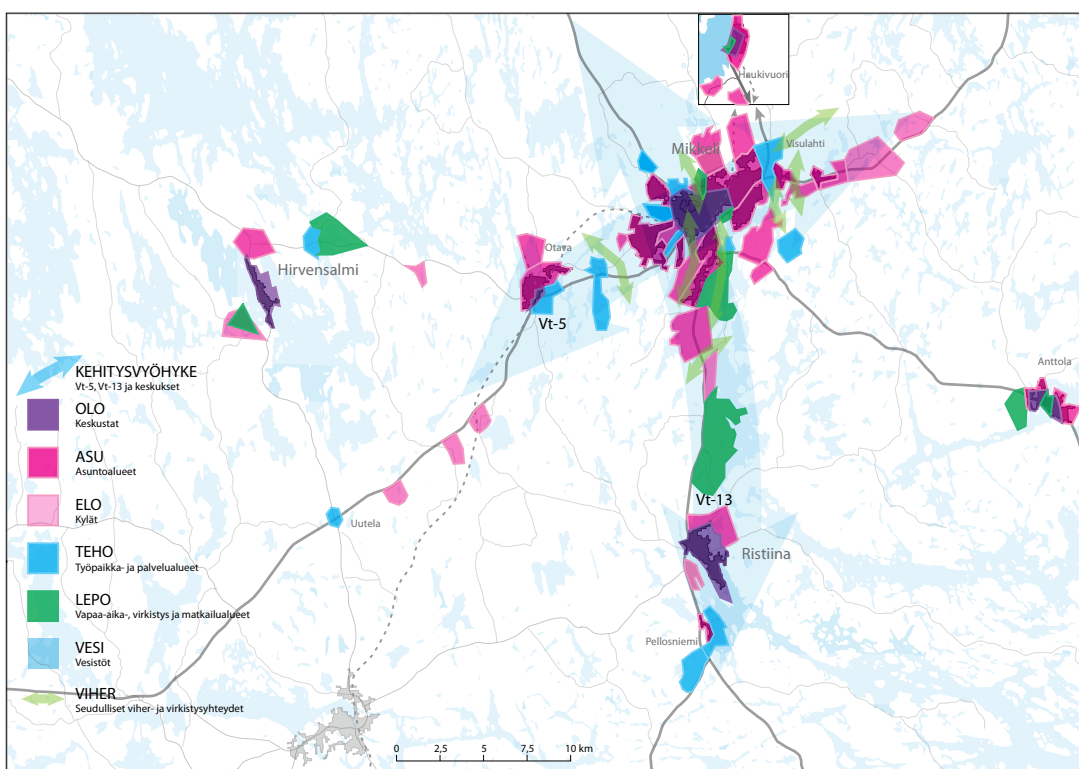 Haukivuori
Mikkeli
Visulahti
Otava
Hirvensalmi
Vt-5
Anttola
KEHITYSVYÖHYKE
Vt-5, Vt-13 ja keskukset
OLO
Keskustat
ASU
Asuntoalueet
ELO
Kylät
TEHO
Työpaikka- ja palvelualueet
LEPO
Vapaa-aika-, virkistys ja matkailualueet
VESI
Vesistöt
VIHER
Seudulliset viher- ja virkistysyhteydet
Vt-13
Uutela
Ristiina
Pellosniemi
0 2,5 5 7,5 10 km